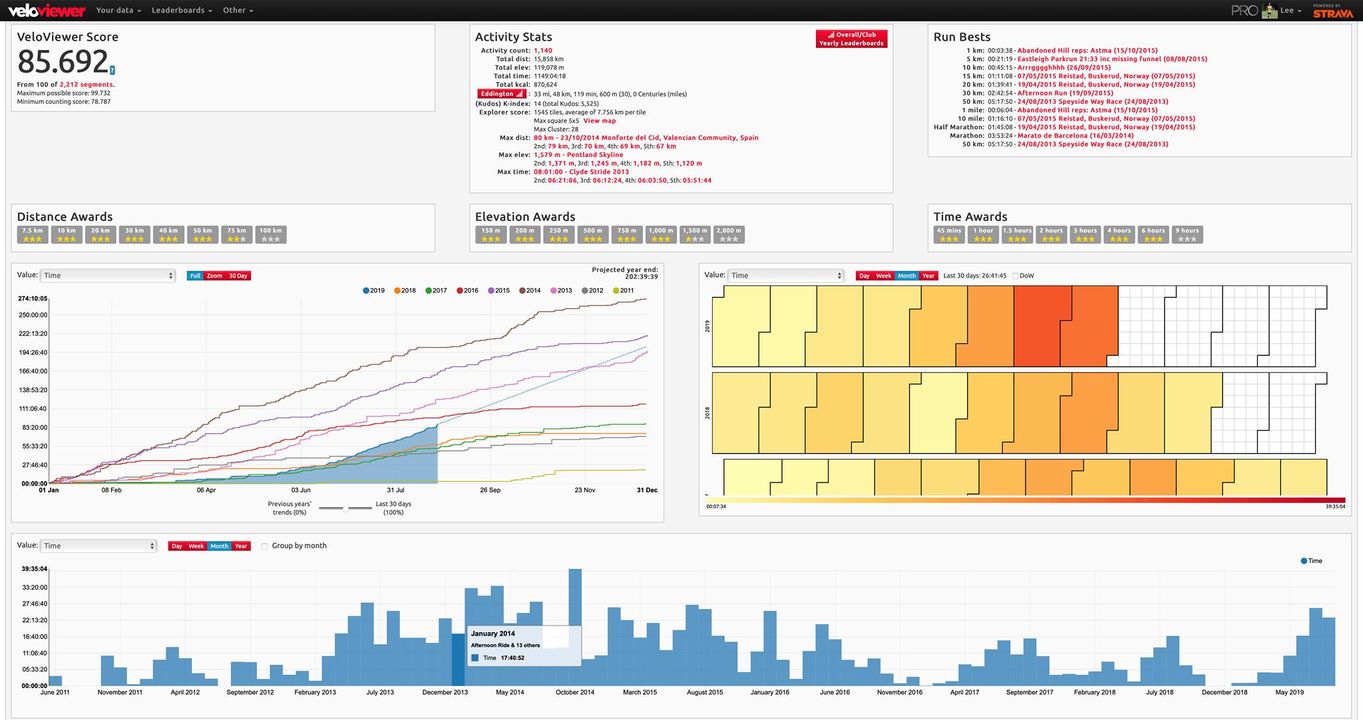 veloviewer Your data Leaderboards Other PRO Lee POWERED BY STRAVA
VeloViewer Score
85.692 ?
From 100 of 2,212 segments.
Maximum possible score: 99.732
Minimum counting score: 78.787
Activity Stats
Overall/Club
Yearly Leaderboards
Activity count: 1,140
Total dist: 15,858 km
Total elev: 119,078 m
Total time: 1149:04:18
Total kcal: 870,624
Eddington 33 ml, 48 km, 119 min, 600 m (30), 0 Centuries (miles)
(Kudos) K-index: 14 (total Kudos: 5,525)
Explorer score: 1545 tiles, average of 7.756 km per tile
Max square 5x5 View map
Max Cluster: 28
Max dist: 80 km - 23/10/2014 Monforte del Cid, Valencian Community, Spain
2nd: 79 km, 3rd: 70 km, 4th: 69 km, 5th: 67 km
Max elev: 1,579 m - Pentland Skyline
2nd: 1,371 m, 3rd: 1,245 m, 4th: 1,182 m, 5th: 1,120 m
Max time: 08:01:00 - Clyde Stride 2013
2nd: 06:21:06, 3rd: 06:12:24, 4th: 06:03:50, 5th: 05:51:44
Run Bests
1 km: 00:03:38 - Abandoned Hill reps: Astma (15/10/2015)
5 km: 00:21:19 - Eastleigh Parkrun 21:33 inc missing funnel (08/08/2015)
10 km: 00:45:15 - Arrrgggghhhh (26/09/2015)
15 km: 01:11:08 - 07/05/2015 Reistad, Buskerud, Norway (07/05/2015)
20 km: 01:39:41 - 19/04/2015 Reistad, Buskerud, Norway (19/04/2015)
30 km: 02:42:54 - Afternoon Run (19/09/2015)
50 km: 05:17:50 - 24/08/2013 Speyside Way Race (24/08/2013)
1 mile: 00:06:04 - Abandoned Hill reps: Astma (15/10/2015)
10 mile: 01:16:10 - 07/05/2015 Reistad, Buskerud, Norway (07/05/2015)
Half Marathon: 01:45:08 - 19/04/2015 Reistad, Buskerud, Norway (19/04/2015)
Marathon: 03:53:24 - Marato de Barcelona (16/03/2014)
50 km: 05:17:50 - 24/08/2013 Speyside Way Race (24/08/2013)
Distance Awards
7.5 km 10 km 20 km 30 km 40 km 50 km 75 km 100 km
Elevation Awards
150 m 200 m 250 m 500 m 750 m 1,000 m 1,500 m 2,000 m
Time Awards
45 mins 1 hour 1.5 hours 2 hours 3 hours 4 hours 6 hours 9 hours
Value: Time Full Zoom 30 Day
Projected year end:
202:39:39
2019 2018 2017 2016 2015 2014 2013 2012 2011
274:10:05
250:00:00
222:13:20
194:26:40
166:40:00
138:53:20
111:06:40
83:20:00
55:33:20
27:46:40
00:00:00
01 Jan 08 Feb 06 Apr 03 Jun 31 Jul 26 Sep 23 Nov 31 Dec
Previous years'
trends (0%)
Last 30 days
(100%)
Value: Time Day Week Month Year Last 30 days: 26:41:45 DoW
2019
2018
00:07:34 39:35:04
Value: Time Day Week Month Year Group by month
Time
39:35:04
33:20:00
27:46:40
22:13:20
16:40:00
11:06:40
05:33:20
00:00:00
January 2014
Afternoon Ride & 13 others
Time 17:40:52
June 2011 November 2011 April 2012 September 2012 February 2013 July 2013 December 2013 May 2014 October 2014 March 2015 August 2015 January 2016 June 2016 November 2016 April 2017 September 2017 February 2018 July 2018 December 2018 May 2019